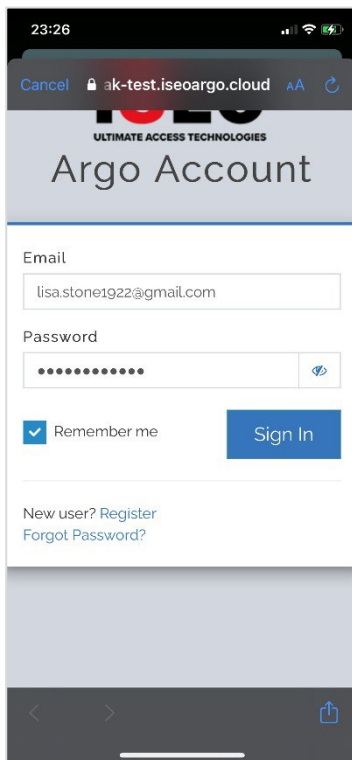 23:26
Cancel ak-test.iseoargo.cloud AA
ULTIMATE ACCESS TECHNOLOGIES
Argo Account
Email
lisa.stone1922@gmail.com
Password
••••••••••••
Remember me
Sign In
New user? Register
Forgot Password?